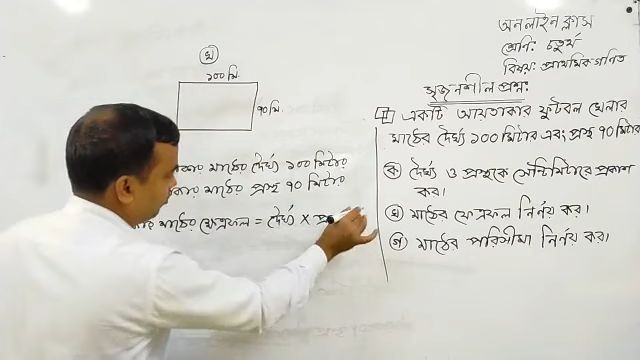 অনলাইন ক্লাস
শ্রেণি: চতুর্থ
বিষয়: প্রাথমিক গণিত
সৃজনশীল প্রশ্ন:
একটি আয়তাকার ফুটবল খেলার
মাঠের দৈর্ঘ্য ১০০ মিটার এবং প্রস্থ ৭০ মিটার
ক দৈর্ঘ্য ও প্রস্থকে সেন্টিমিটারে প্রকাশ
কর।
খ মাঠের ক্ষেত্রফল নির্ণয় কর।
গ মাঠের পরিসীমা নির্ণয় কর।
খ
১০০ মি.
৭০ মি.
মাঠের দৈর্ঘ্য ১০০ মিটার
মাঠের প্রস্থ ৭০ মিটার
মাঠের ক্ষেত্রফল = দৈর্ঘ্য ×